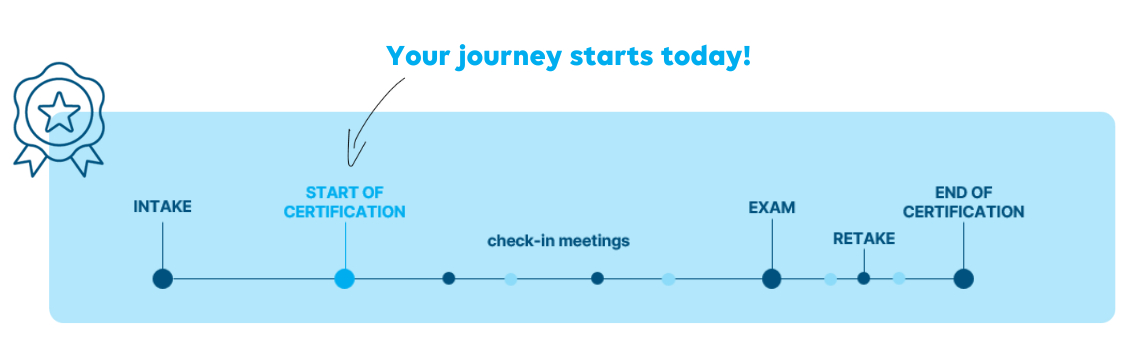 Your journey starts today!
INTAKE
START OF
CERTIFICATION
check-in meetings
EXAM
RETAKE
END OF
CERTIFICATION